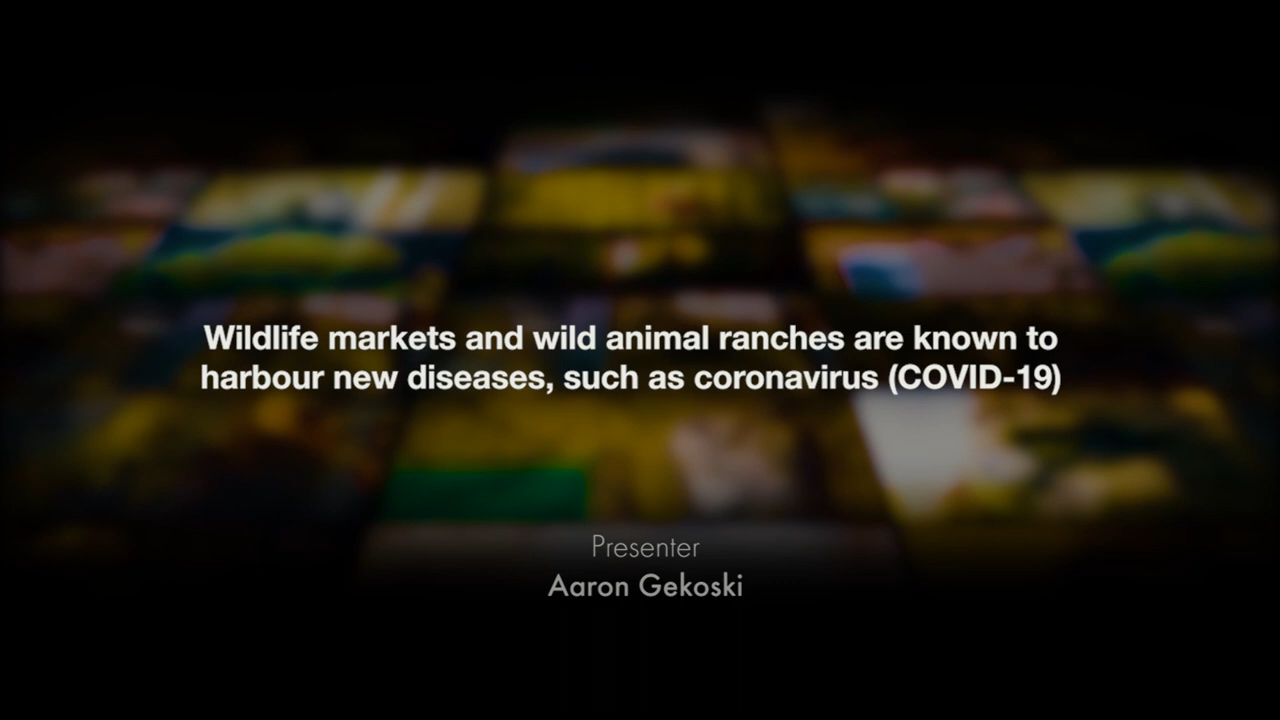 Wildlife markets and wild animal ranches are known to
harbour new diseases, such as coronavirus (COVID-19)
Presenter
Aaron Gekoski